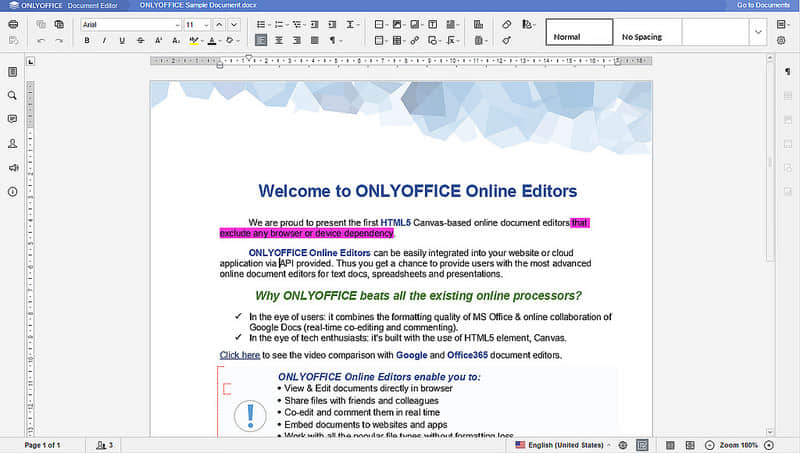 ONLYOFFICE · Document Editor
ONLYOFFICE Sample Document.docx
Go to Documents
Arial
11
Normal
No Spacing
Welcome to ONLYOFFICE Online Editors
We are proud to present the first HTML5 Canvas-based online document editors that
exclude any browser or device dependency.
ONLYOFFICE Online Editors can be easily integrated into your website or cloud
application via API provided. Thus you get a chance to provide users with the most advanced
online document editors for text docs, spreadsheets and presentations.
Why ONLYOFFICE beats all the existing online processors?
✓ In the eye of users: it combines the formatting quality of MS Office & online collaboration of
Google Docs (real-time co-editing and commenting).
✓ In the eye of tech enthusiasts: it's built with the use of HTML5 element, Canvas.
Click here to see the video comparison with Google and Office365 document editors.
ONLYOFFICE Online Editors enable you to:
• View & Edit documents directly in browser
• Share files with friends and colleagues
• Co-edit and comment them in real time
• Embed documents to websites and apps
• Work with all the popular file types without formatting loss
Page 1 of 1
3
English (United States)
Zoom 160%